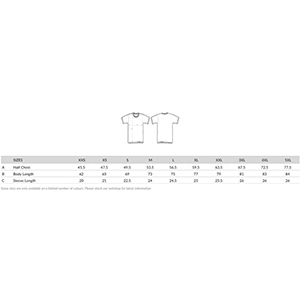 SIZES XXS XS S M L XL XXL 3XL 4XL 5XL
A Half Chest 45.5 47.5 49.5 53.5 56.5 59.5 63.5 67.5 72.5 77.5
B Body Length 62 65 69 73 75 77 79 81 83 84
C Sleeve Length 20 21 22.5 24 24.5 25 25.5 26 26 26
Some sizes are only available on a limited number of colours. Please check our website for latest information